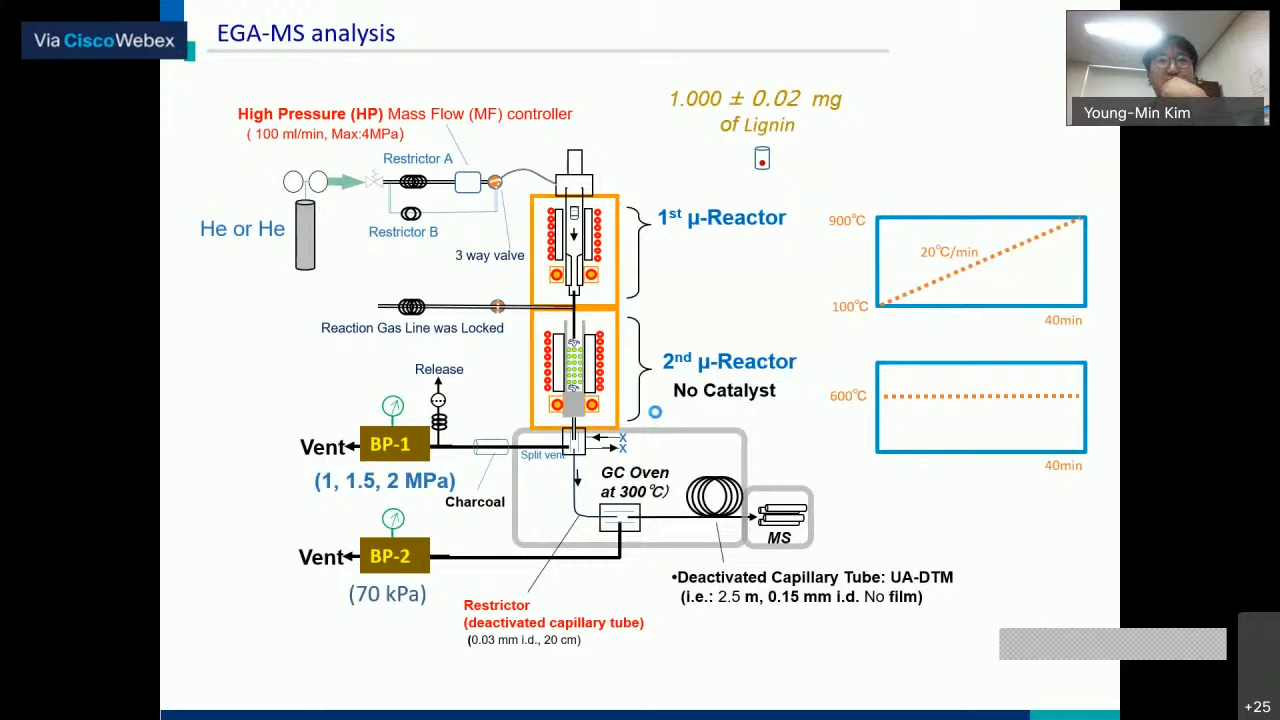 Via Cisco Webex
EGA-MS analysis
Young-Min Kim
High Pressure (HP) Mass Flow (MF) controller
( 100 ml/min, Max:4MPa)
1.000 ± 0.02 mg
of Lignin
Restrictor A
He or He
Restrictor B
3 way valve
1st μ-Reactor
900℃
20℃/min
100℃
40min
Reaction Gas Line was Locked
2nd μ-Reactor
No Catalyst
600℃
40min
Release
Vent
BP-1
(1, 1.5, 2 MPa)
Charcoal
Split vent
X
X
GC Oven
at 300℃)
MS
Vent
BP-2
(70 kPa)
•Deactivated Capillary Tube: UA-DTM
(i.e.: 2.5 m, 0.15 mm i.d. No film)
Restrictor
(deactivated capillary tube)
(0.03 mm i.d., 20 cm)
+25